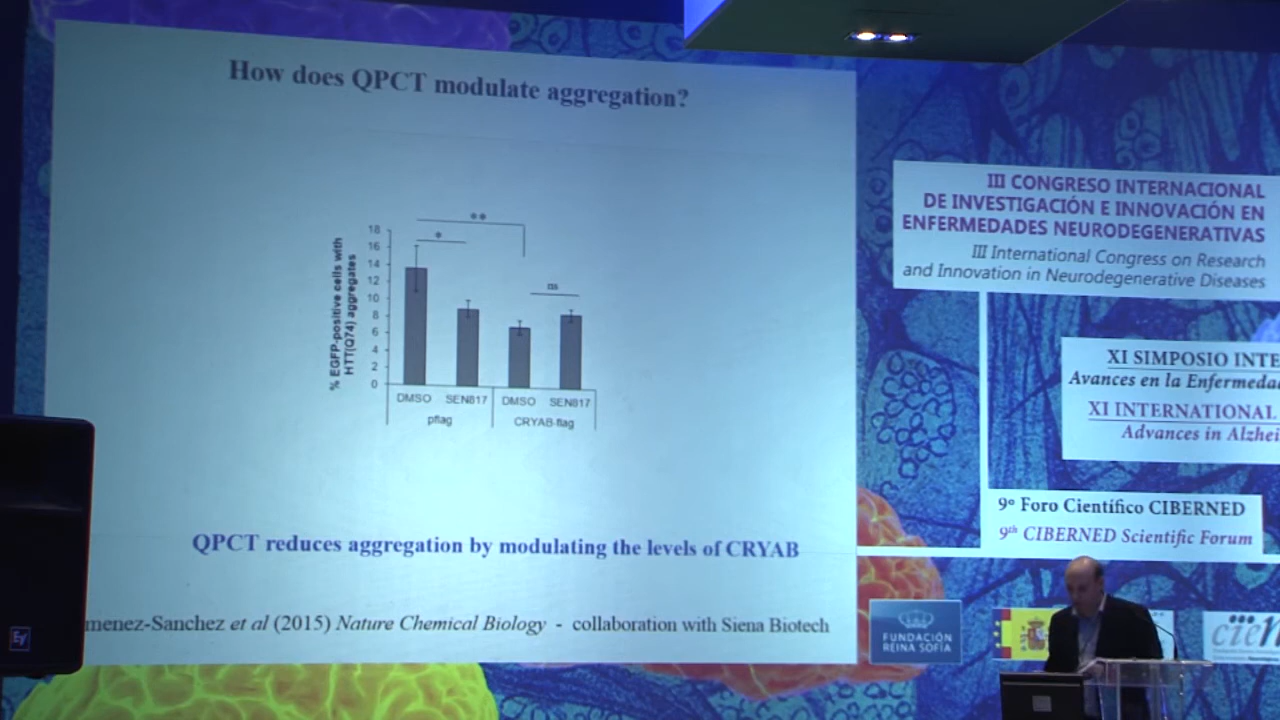 How does QPCT modulate aggregation?
% EGFP-positive cells with
HTT(Q74) aggregates
18
16
14
12
10
8
6
4
2
0
**
*
ns
DMSO SEN817 DMSO SEN817
pflag CRYAB-flag
QPCT reduces aggregation by modulating the levels of CRYAB
menez-Sanchez et al (2015) Nature Chemical Biology - collaboration with Siena Biotech
III CONGRESO INTERNACIONAL
DE INVESTIGACIÓN E INNOVACIÓN EN
ENFERMEDADES NEURODEGENERATIVAS
III International Congress on Research
and Innovation in Neurodegenerative Diseases
XI SIMPOSIO INTE
Avances en la Enfermeda
XI INTERNATIONAL
Advances in Alzhei
9º Foro Científico CIBERNED
9th CIBERNED Scientific Forum
FUNDACIÓN
REINA SOFÍA
cien
EV